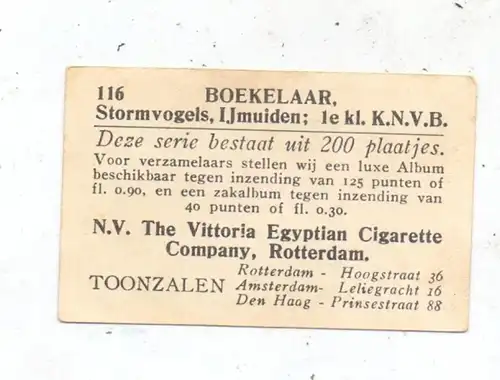 116 BOEKELAAR,
Stormvogels, IJmuiden; 1e kl. K.N.V.B.
Deze serie bestaat uit 200 plaatjes.
Voor verzamelaars stellen wij een luxe Album
beschikbaar tegen inzending van 125 punten of
fl. 0.90, en een zakalbum tegen inzending van
40 punten of fl. 0.30.
N.V. The Vittoria Egyptian Cigarette
Company, Rotterdam.
TOONZALEN
Rotterdam - Hoogstraat 36
Amsterdam- Leliegracht 16
Den Haag - Prinsestraat 88